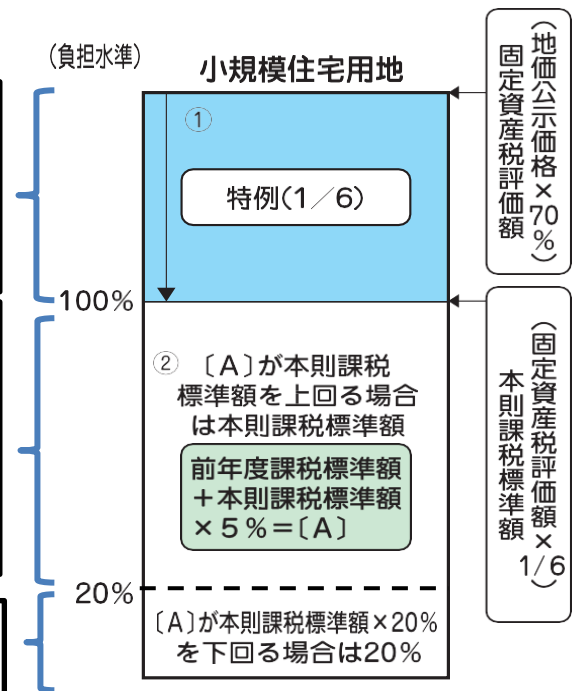 (負担水準)
小規模住宅用地
①
特例(1/6)
100%
② 〔A〕が本則課税
標準額を上回る場合
は本則課税標準額
前年度課税標準額
＋本則課税標準額
×5%＝〔A〕
20%
〔A〕が本則課税標準額×20%
を下回る場合は20%
(地価公示価格×70%)
固定資産税評価額
(固定資産税評価額×1/6)
本則課税標準額